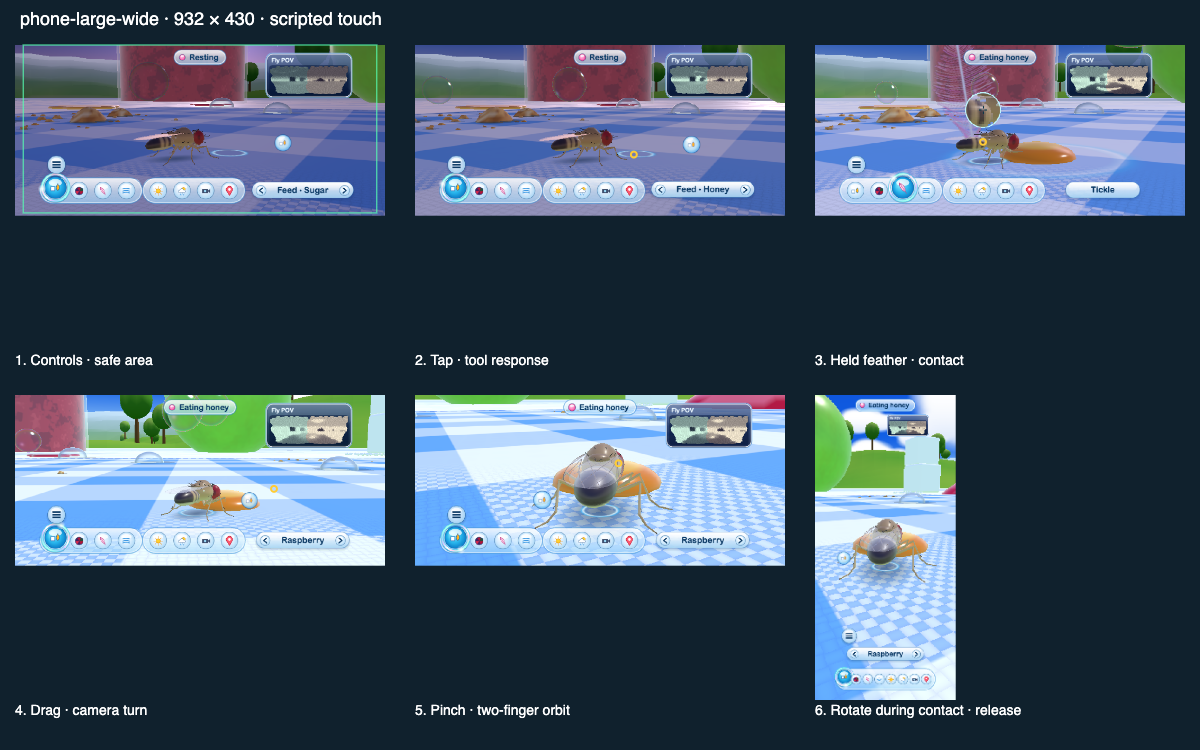 phone-large-wide · 932 × 430 · scripted touch
Resting
Fly POV
Feed · Sugar
1. Controls · safe area
Resting
Fly POV
Feed · Honey
2. Tap · tool response
Eating honey
Fly POV
Tickle
3. Held feather · contact
Eating honey
Fly POV
Raspberry
4. Drag · camera turn
Eating honey
Fly POV
Raspberry
5. Pinch · two-finger orbit
Eating honey
Raspberry
6. Rotate during contact · release